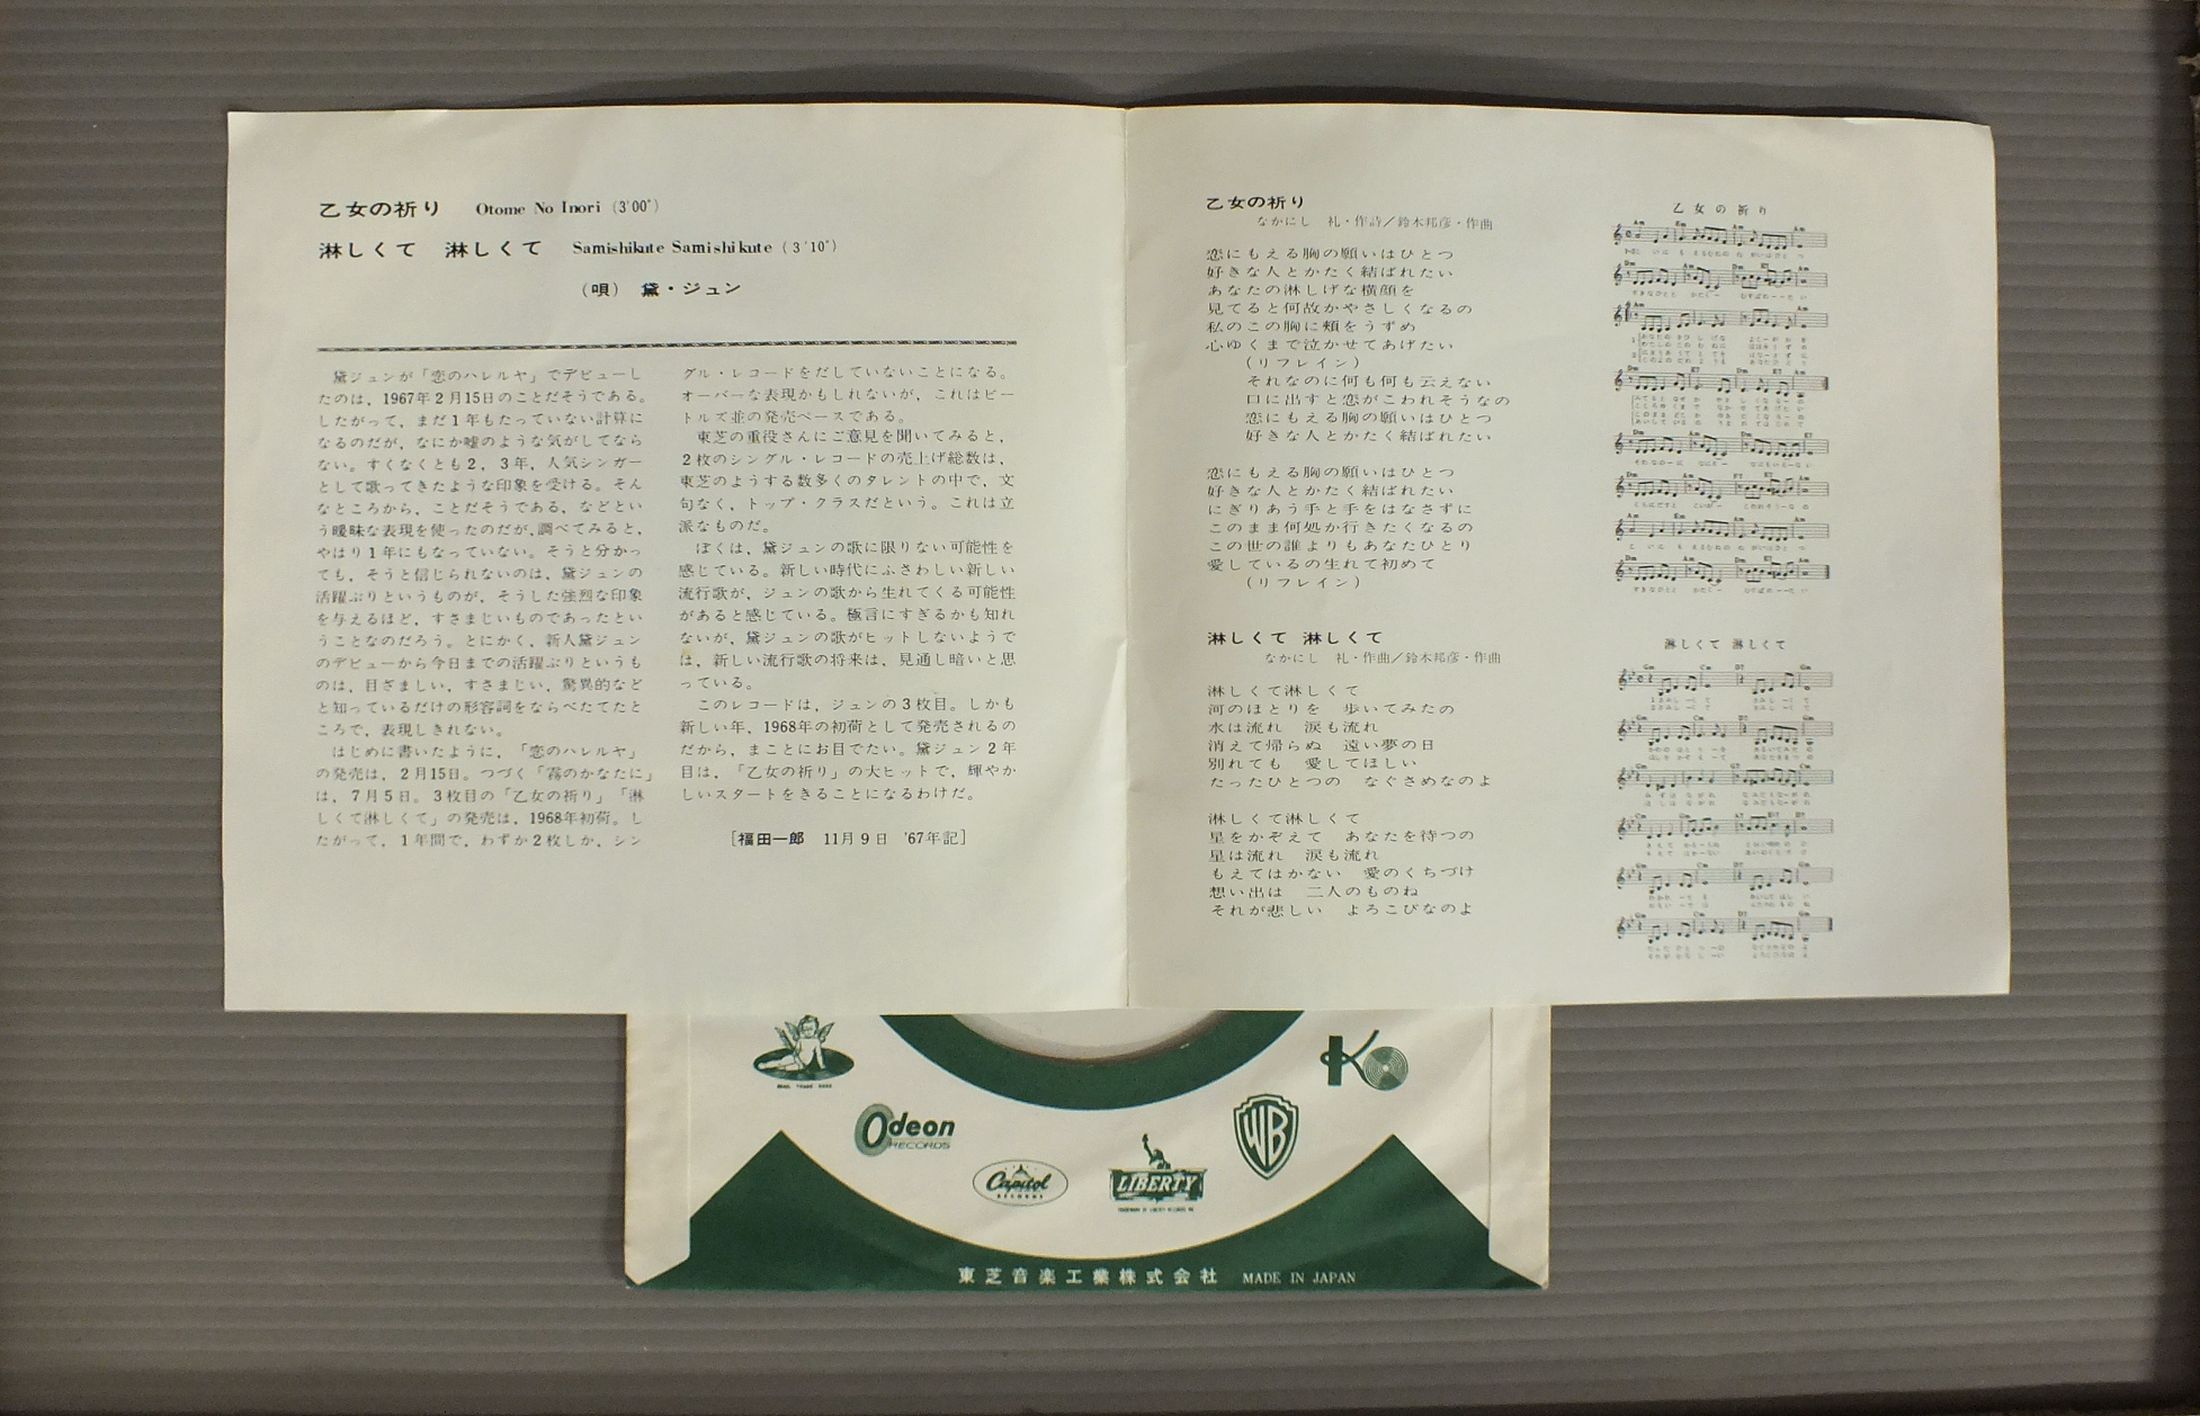 乙女の祈り　Otome No Inori (3'00")
淋しくて　淋しくて　Samishikute Samishikute (3'10")
(唄)　黛・ジュン
黛ジュンが「恋のハレルヤ」でデビューし
たのは、1967年2月15日のことだそうである。
したがって、まだ1年もたっていない計算に
なるのだが、なにか嘘のような気がしてなら
ない。すくなくとも2、3年、人気シンガー
として歌ってきたような印象を受ける。そん
なところから、ことだそうである、などとい
う曖昧な表現を使ったのだが、調べてみると、
やはり1年にもなっていない。そうと分かっ
ても、そうと信じられないのは、黛ジュンの
活躍ぶりというものが、そうした強烈な印象
を与えるほど、すさまじいものであったとい
うことなのだろう。とにかく、新人黛ジュン
のデビューから今日までの活躍ぶりというも
のは、目ざましい、すさまじい、驚異的など
と知っているだけの形容詞をならべたてたと
ころで、表現しきれない。
はじめに書いたように、「恋のハレルヤ」
の発売は、2月15日。つづく「霧のかなたに」
は、7月5日。3枚目の「乙女の祈り」「淋
しくて淋しくて」の発売は、1968年初荷。し
たがって、1年間で、わずか2枚しか、シン
グル・レコードをだしていないことになる。
オーバーな表現かもしれないが、これはビー
トルズ並の発売ペースである。
東芝の重役さんにご意見を聞いてみると、
2枚のシングル・レコードの売上げ総数は、
東芝のようする数多くのタレントの中で、文
句なく、トップ・クラスだという。これは立
派なものだ。
ぼくは、黛ジュンの歌に限りない可能性を
感じている。新しい時代にふさわしい新しい
流行歌が、ジュンの歌から生れてくる可能性
があると感じている。極言にすぎるかも知れ
ないが、黛ジュンの歌がヒットしないようで
は、新しい流行歌の将来は、見通し暗いと思
っている。
このレコードは、ジュンの3枚目。しかも
新しい年、1968年の初荷として発売されるの
だから、まことにお目でたい。黛ジュン2年
目は、「乙女の祈り」の大ヒットで、輝やか
しいスタートをきることになるわけだ。
[福田一郎　11月9日　'67年記]
乙女の祈り
なかにし　礼・作詩／鈴木邦彦・作曲
恋にもえる胸の願いはひとつ
好きな人とかたく結ばれたい
あなたの淋しげな横顔を
見てると何故かやさしくなるの
私のこの胸に頬をうずめ
心ゆくまで泣かせてあげたい
(リフレイン)
それなのに何も何も云えない
口に出すと恋がこわれそうなの
恋にもえる胸の願いはひとつ
好きな人とかたく結ばれたい
恋にもえる胸の願いはひとつ
好きな人とかたく結ばれたい
にぎりあう手と手をはなさずに
このまま何処か行きたくなるの
この世の誰よりもあなたひとり
愛しているの生れて初めて
(リフレイン)
淋しくて 淋しくて
なかにし　礼・作曲／鈴木邦彦・作曲
淋しくて淋しくて
河のほとりを　歩いてみたの
水は流れ　涙も流れ
消えて帰らぬ　遠い夢の日
別れても　愛してほしい
たったひとつの　なぐさめなのよ
淋しくて淋しくて
星をかぞえて　あなたを待つの
星は流れ　涙も流れ
もえてはかない　愛のくちづけ
想い出は　二人のものね
それが悲しい　よろこびなのよ
乙女の祈り
淋しくて 淋しくて
Odeon
RECORDS
Capitol
RECORDS
LIBERTY
WB
K
東芝音楽工業株式会社 MADE IN JAPAN